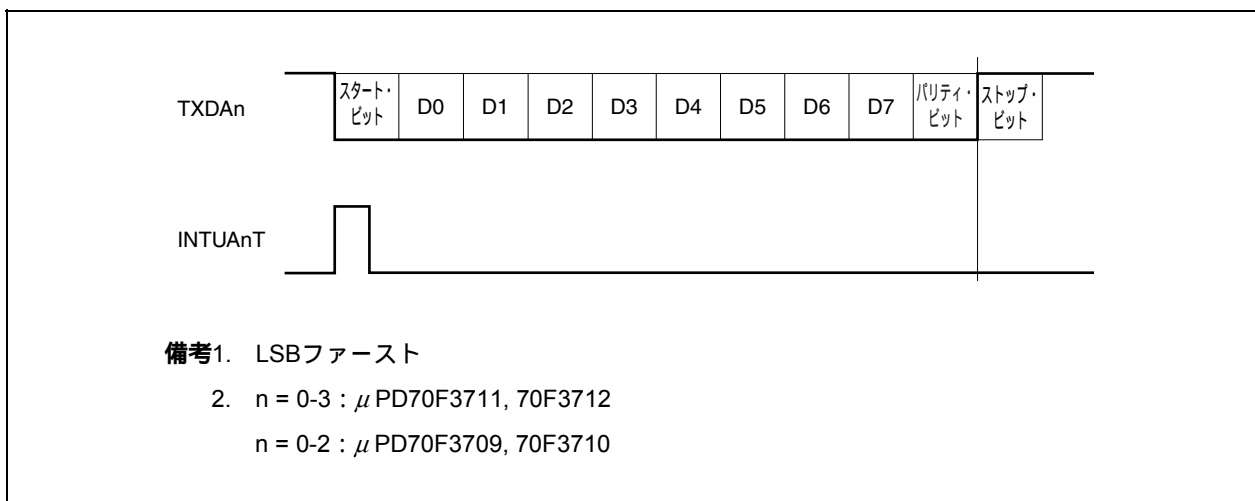 TXDAn スタート・ビット D0 D1 D2 D3 D4 D5 D6 D7 パリティ・ビット ストップ・ビット
INTUAnT
備考1. LSBファースト
2. n = 0-3 : μPD70F3711, 70F3712
n = 0-2 : μPD70F3709, 70F3710